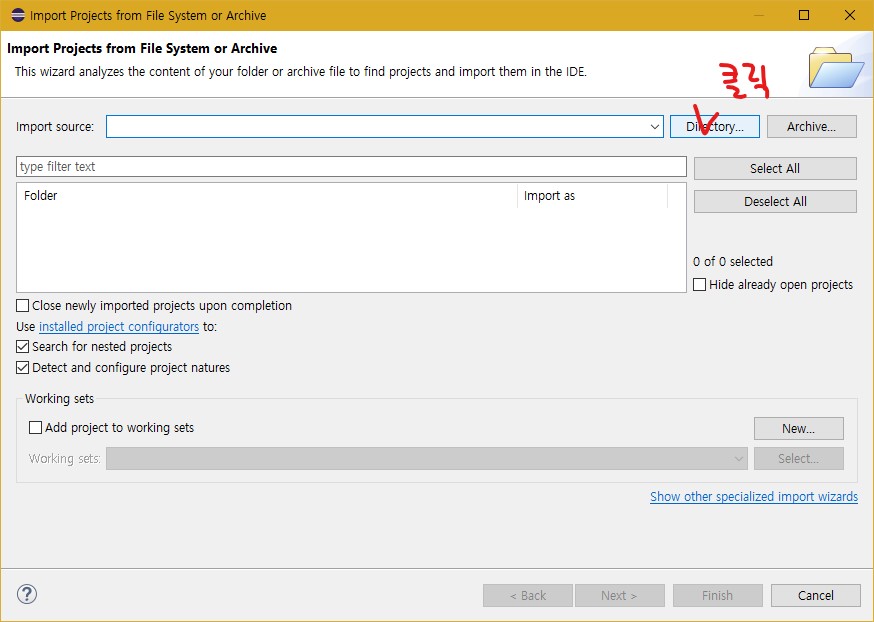 Import Projects from File System or Archive
Import Projects from File System or Archive
This wizard analyzes the content of your folder or archive file to find projects and import them in the IDE.
클릭
Import source: Directory... Archive...
type filter text Select All
Folder Import as
Deselect All
0 of 0 selected
Hide already open projects
Close newly imported projects upon completion
Use installed project configurators to:
Search for nested projects
Detect and configure project natures
Working sets
Add project to working sets New...
Working sets: Select...
Show other specialized import wizards
? < Back Next > Finish Cancel